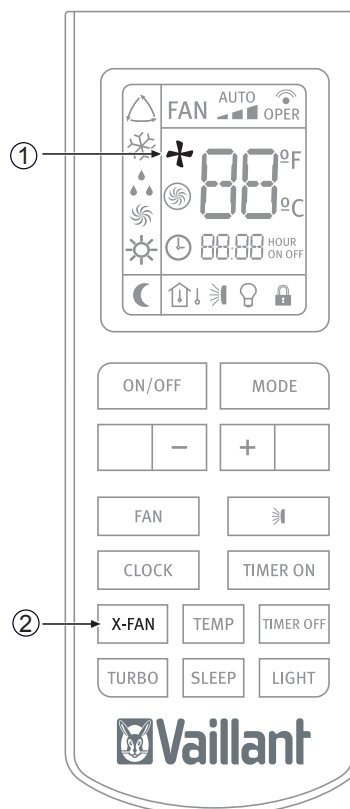 FAN AUTO OPER
1
88 ºF
ºC
88:88 HOUR
ON OFF
ON/OFF MODE
− +
FAN
CLOCK TIMER ON
2 X-FAN TEMP TIMER OFF
TURBO SLEEP LIGHT
Vaillant